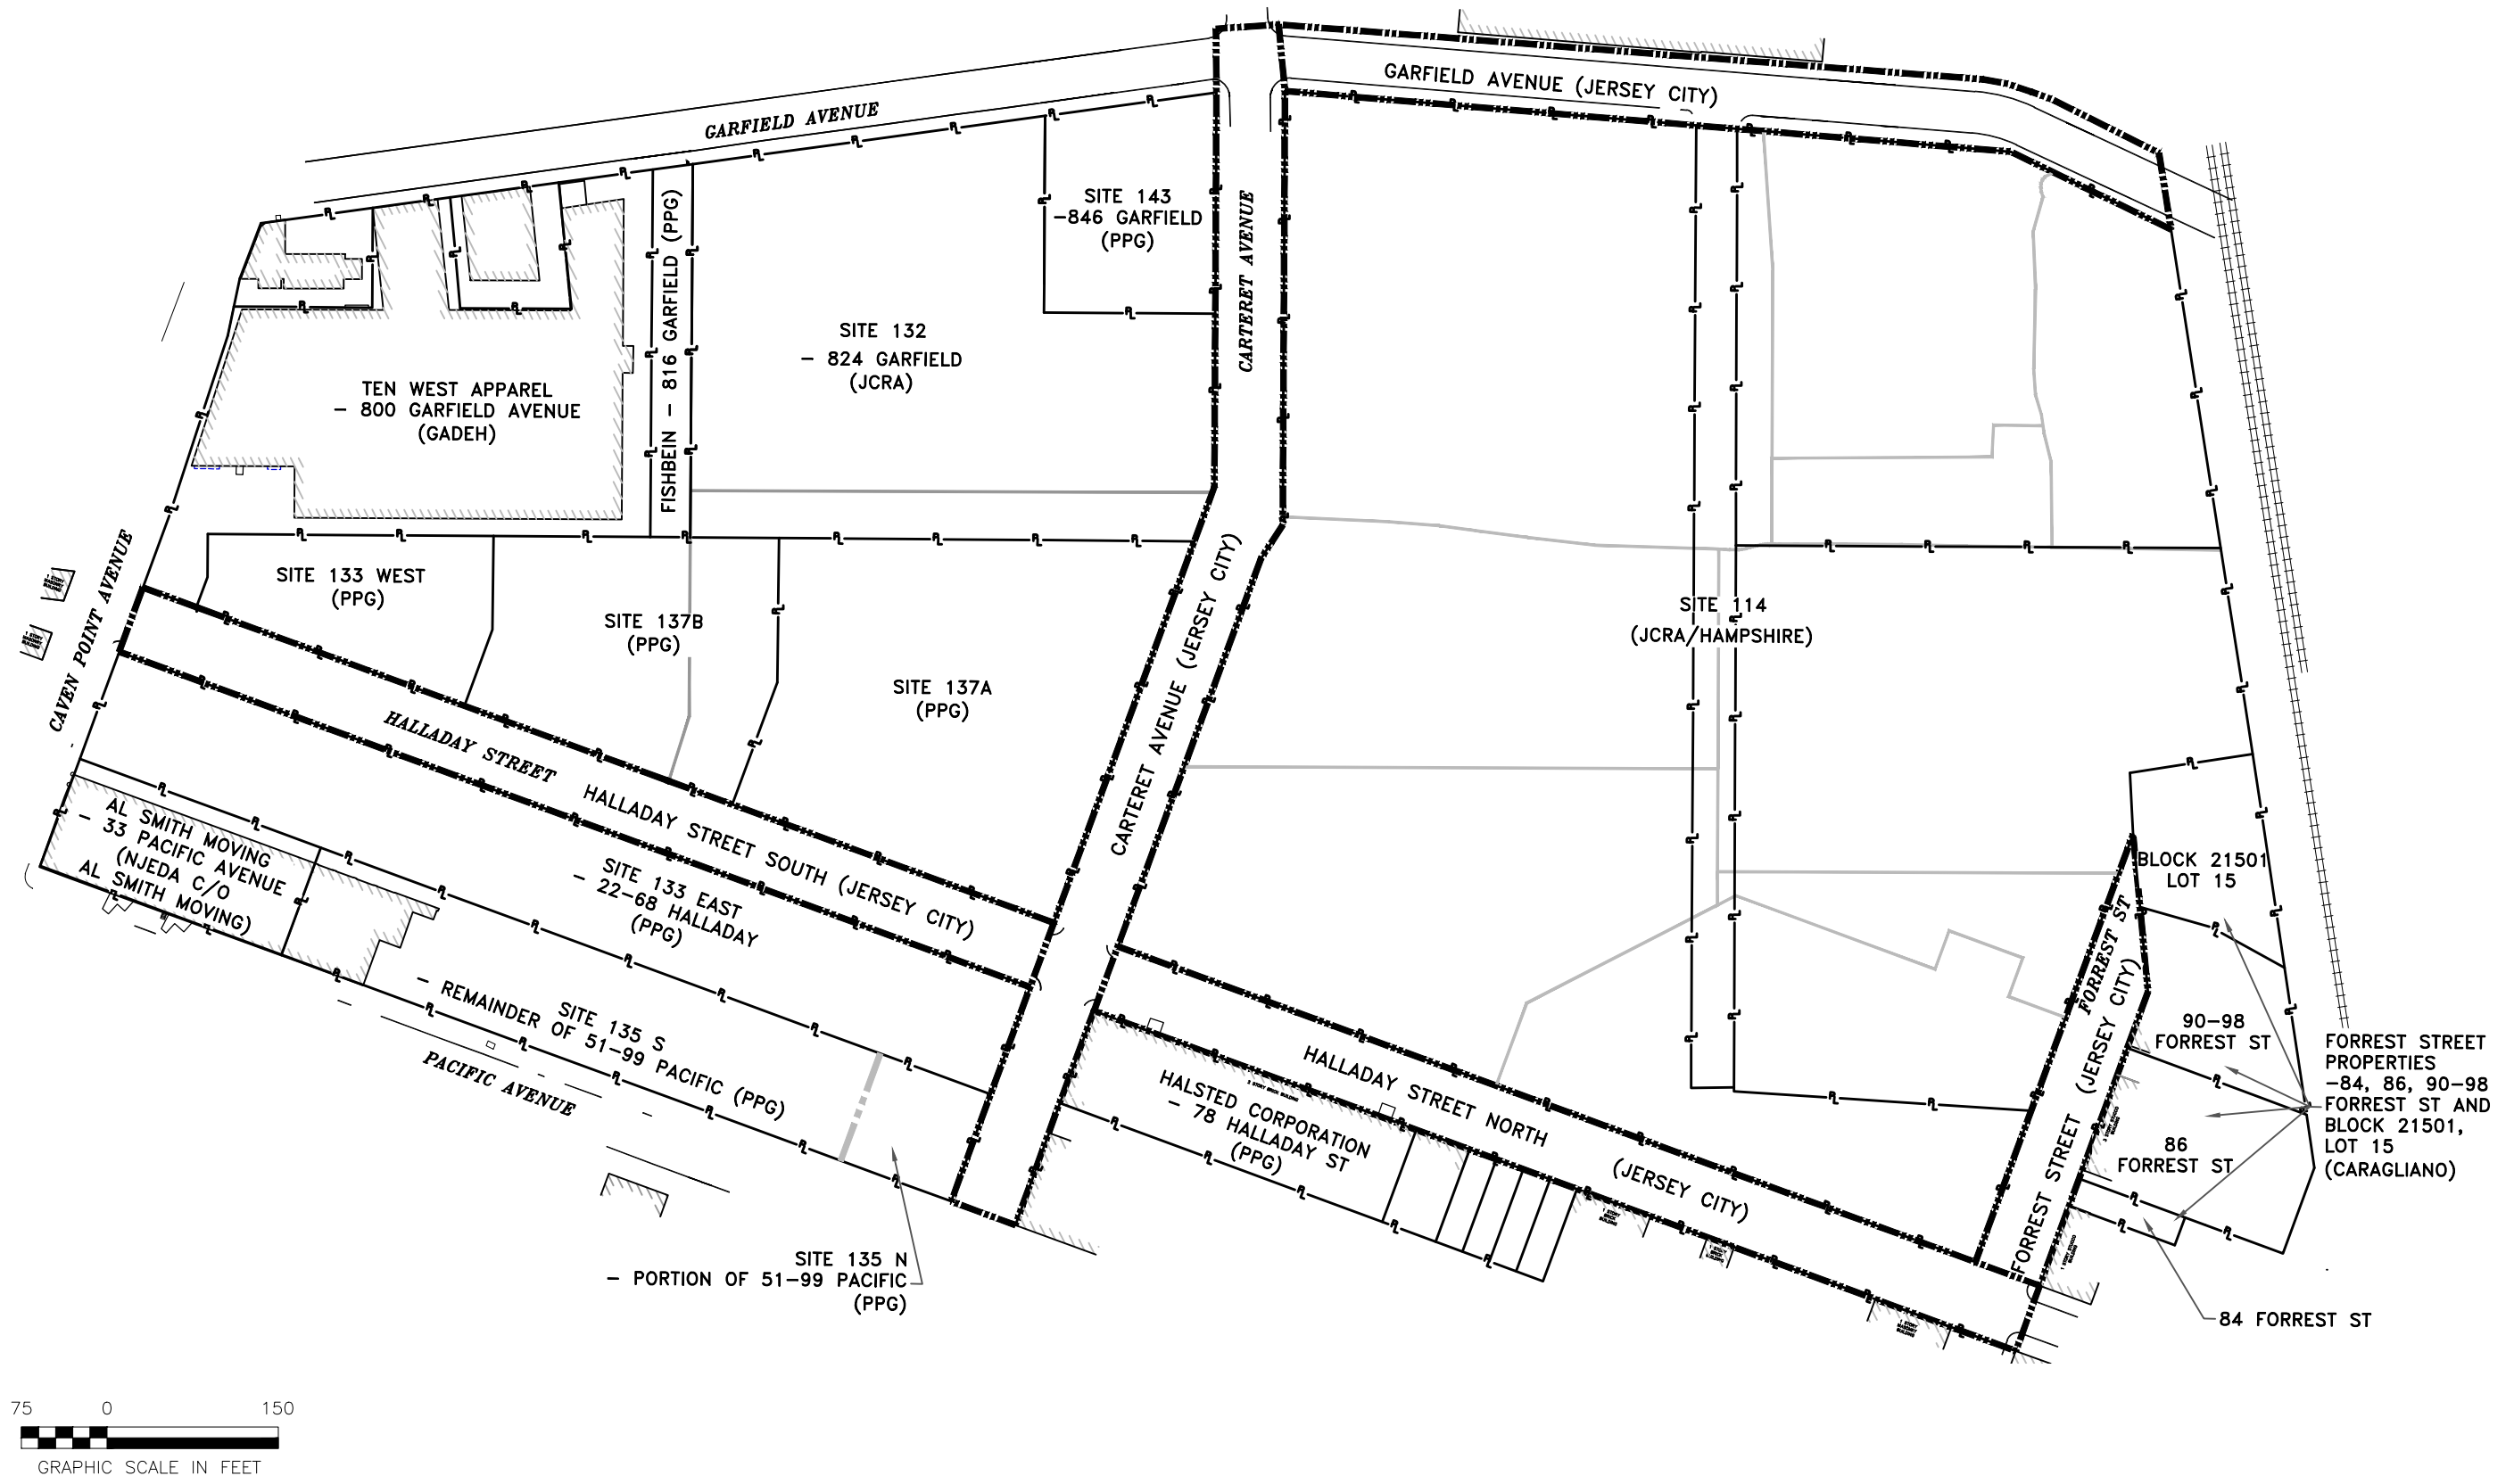 GARFIELD AVENUE (JERSEY CITY)
GARFIELD AVENUE
SITE 143
-846 GARFIELD
(PPG)
CARTERET AVENUE
FISHBEIN - 816 GARFIELD (PPG)
SITE 132
- 824 GARFIELD
(JCRA)
TEN WEST APPAREL
- 800 GARFIELD AVENUE
(GADEH)
CAVEN POINT AVENUE
SITE 133 WEST
(PPG)
SITE 137B
(PPG)
SITE 137A
(PPG)
CARTERET AVENUE (JERSEY CITY)
SITE 114
(JCRA/HAMPSHIRE)
HALLADAY STREET
HALLADAY STREET SOUTH (JERSEY CITY)
AL SMITH MOVING
- 33 PACIFIC AVENUE
(NJEDA C/O
AL SMITH MOVING)
SITE 133 EAST
- 22-68 HALLADAY
(PPG)
SITE 135 S
- REMAINDER OF 51-99 PACIFIC (PPG)
PACIFIC AVENUE
BLOCK 21501
LOT 15
FORREST ST
FORREST STREET (JERSEY CITY)
90-98
FORREST ST
86
FORREST ST
FORREST STREET
PROPERTIES
-84, 86, 90-98
FORREST ST AND
BLOCK 21501,
LOT 15
(CARAGLIANO)
HALLADAY STREET NORTH
(JERSEY CITY)
HALSTED CORPORATION
- 78 HALLADAY ST
(PPG)
SITE 135 N
- PORTION OF 51-99 PACIFIC
(PPG)
84 FORREST ST
75 0 150
GRAPHIC SCALE IN FEET